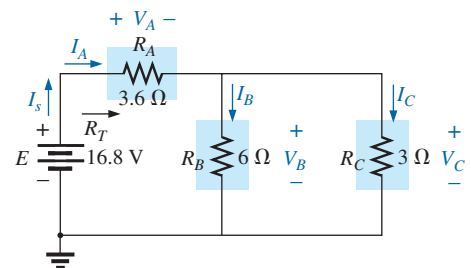 + V_A −
I_A R_A
3.6 Ω
I_s R_T
I_B I_C
+
E 16.8 V
−
R_B 6 Ω
+
V_B
−
R_C 3 Ω
+
V_C
−